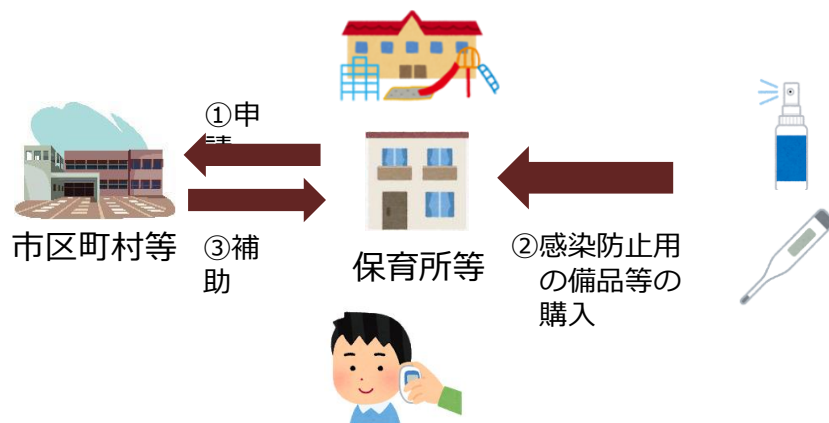 ①申
請
市区町村等
③補
助
保育所等
②感染防止用
の備品等の
購入